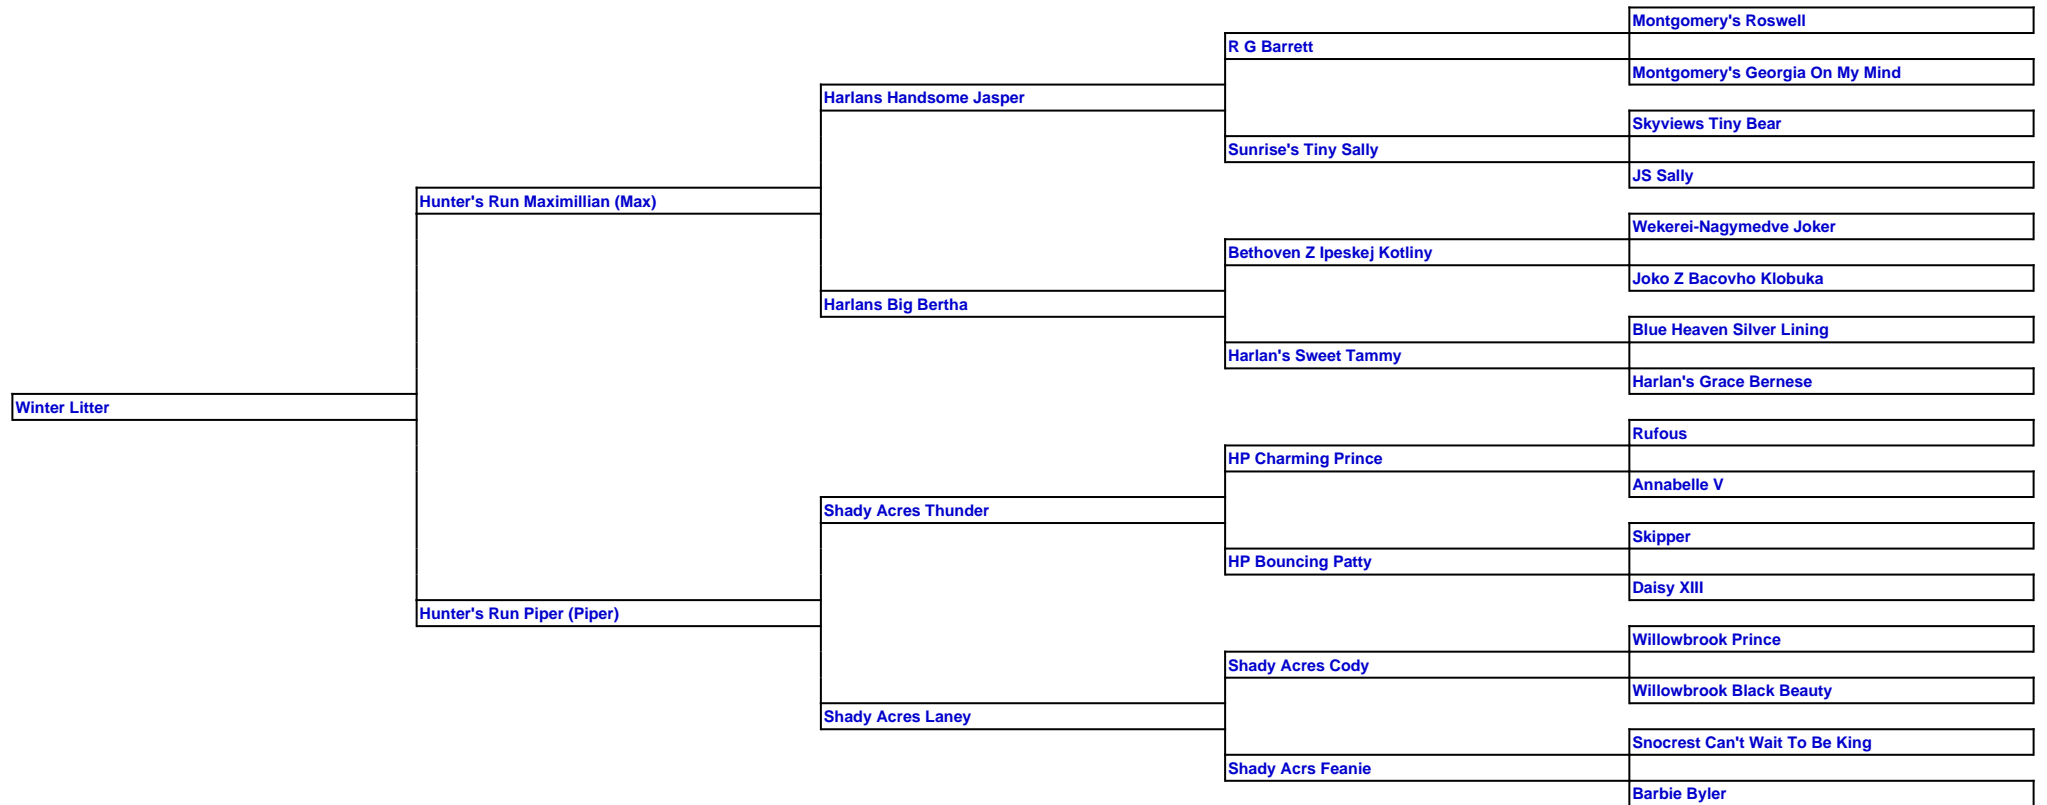 Montgomery's Roswell
R G Barrett
Montgomery's Georgia On My Mind
Harlans Handsome Jasper
Skyviews Tiny Bear
Sunrise's Tiny Sally
JS Sally
Hunter's Run Maximillian (Max)
Wekerei-Nagymedve Joker
Bethoven Z Ipeskej Kotliny
Joko Z Bacovho Klobuka
Harlans Big Bertha
Blue Heaven Silver Lining
Harlan's Sweet Tammy
Harlan's Grace Bernese
Winter Litter
Rufous
HP Charming Prince
Annabelle V
Shady Acres Thunder
Skipper
HP Bouncing Patty
Daisy XIII
Hunter's Run Piper (Piper)
Willowbrook Prince
Shady Acres Cody
Willowbrook Black Beauty
Shady Acres Laney
Snocrest Can't Wait To Be King
Shady Acrs Feanie
Barbie Byler